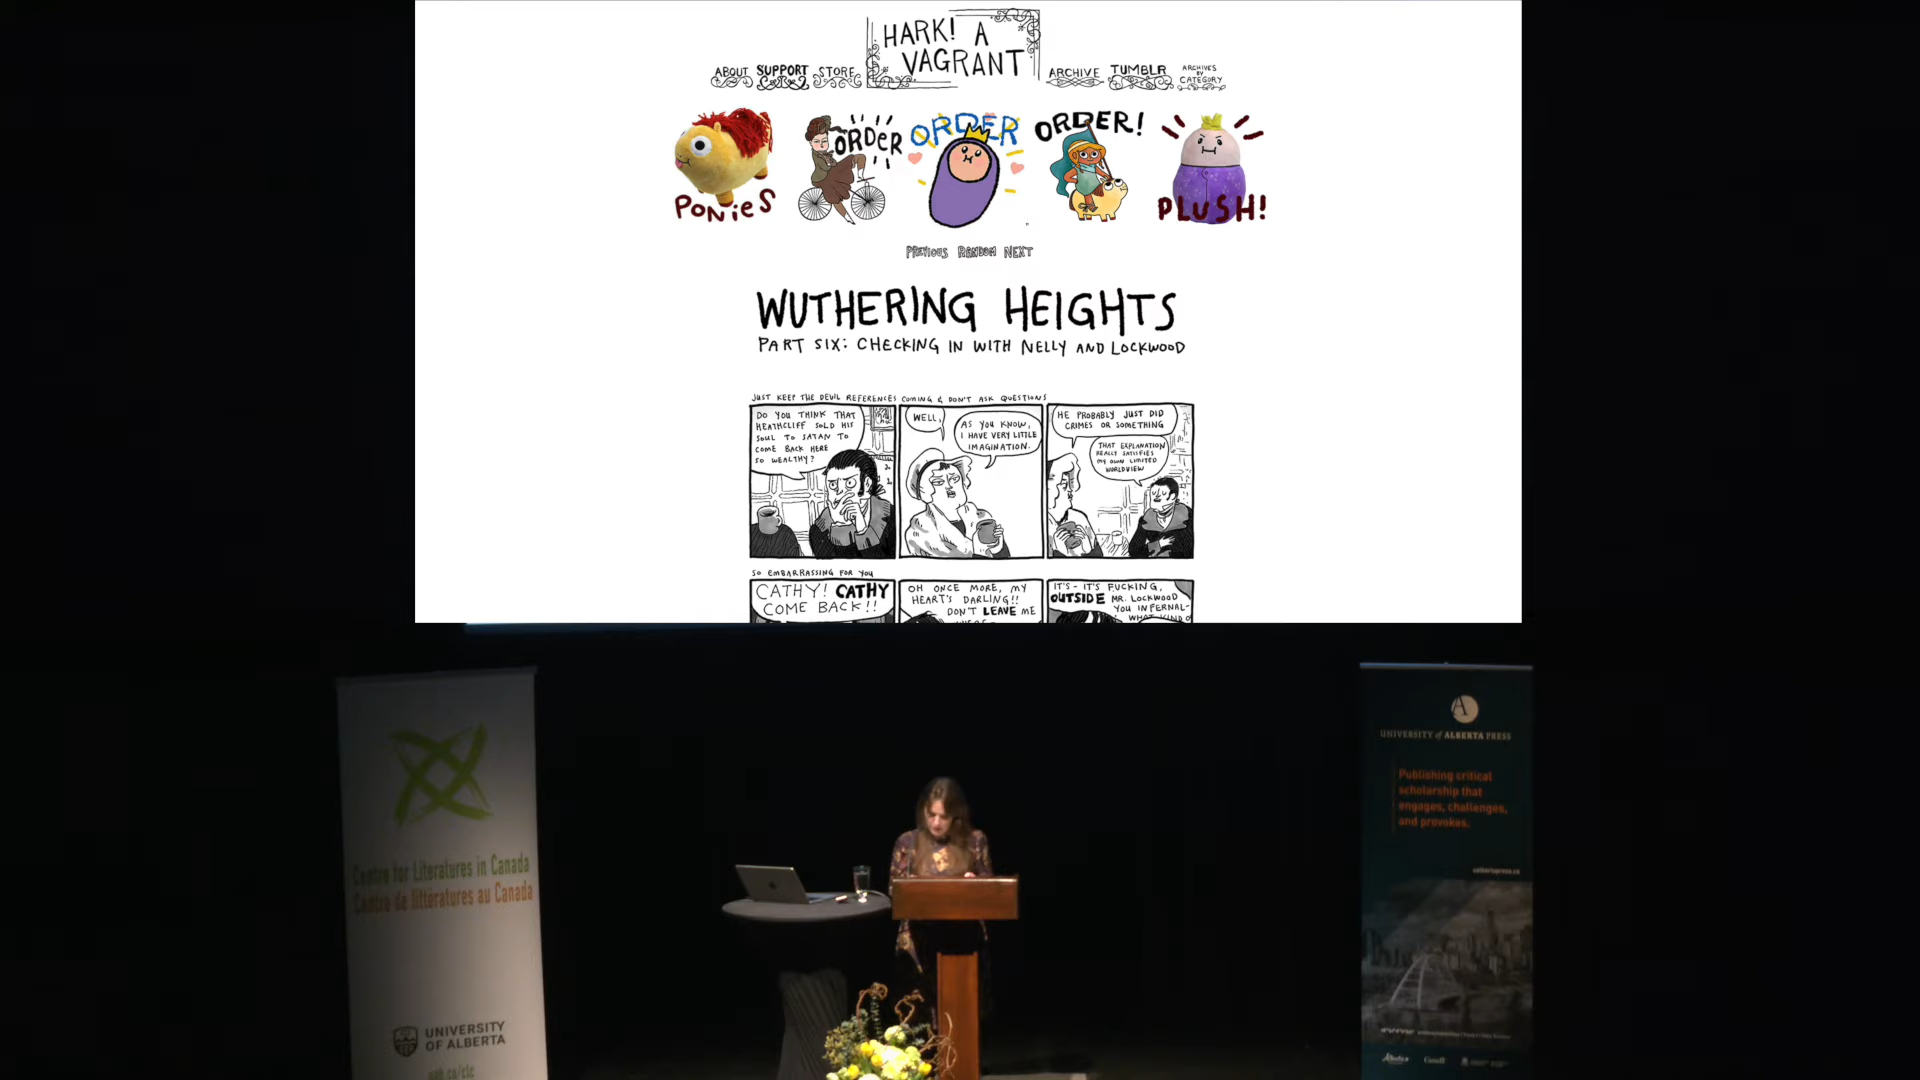 HARK! A
VAGRANT
ABOUT SUPPORT STORE
ARCHIVE TUMBLR ARCHIVES
BY
CATEGORY
PONIES
ORDER
ORDER
ORDER!
PLUSH!
PREVIOUS RANDOM NEXT
WUTHERING HEIGHTS
PART SIX: CHECKING IN WITH NELLY AND LOCKWOOD
JUST KEEP THE DEVIL REFERENCES COMING & DON'T ASK QUESTIONS
DO YOU THINK THAT
HEATHCLIFF SOLD HIS
SOUL TO SATAN TO
COME BACK HERE
SO WEALTHY?
WELL,
AS YOU KNOW,
I HAVE VERY LITTLE
IMAGINATION.
HE PROBABLY JUST DID
CRIMES OR SOMETHING
THAT EXPLANATION
REALLY SATISFIES
MY OWN LIMITED
WORLDVIEW
SO EMBARRASSING FOR YOU
CATHY! CATHY
COME BACK!!
OH ONCE MORE, MY
HEART'S DARLING!!
DON'T LEAVE ME
IT'S - IT'S FUCKING,
OUTSIDE MR. LOCKWOOD
YOU INFERNAL-
WHAT KIND O
Centre for Literatures in Canada
Centre de littératures au Canada
UNIVERSITY
OF ALBERTA
UNIVERSITY of ALBERTA PRESS
Publishing critical
scholarship that
engages, challenges,
and provokes.
Alberta
Canada